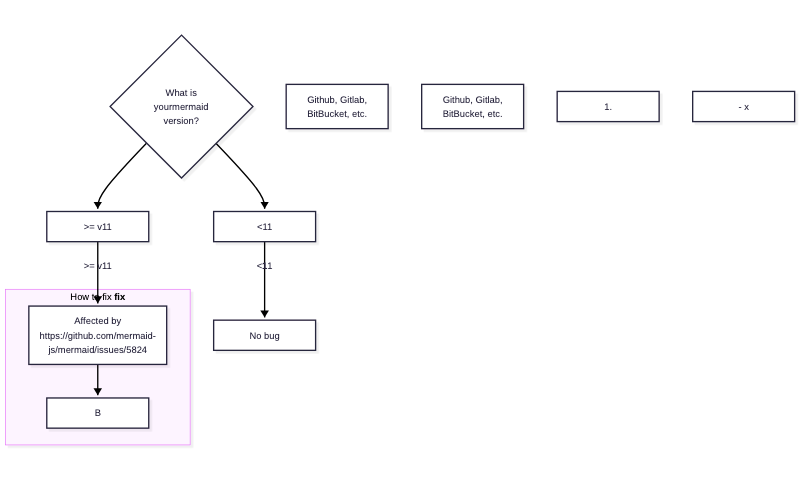 What is
yourmermaid
version?
Github, Gitlab,
BitBucket, etc.
Github, Gitlab,
BitBucket, etc.
1.
- x
>= v11
<11
>= v11
<11
How to fix fix
Affected by
https://github.com/mermaid-
js/mermaid/issues/5824
No bug
B